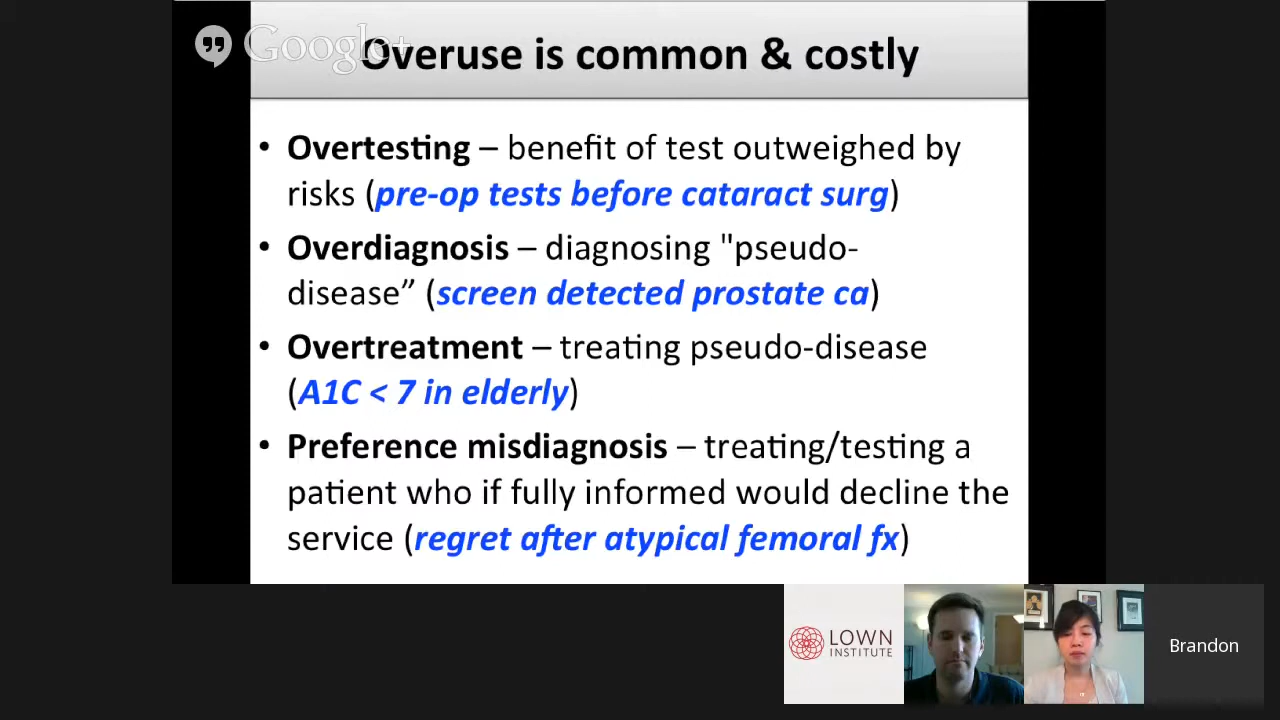 Google+
Overuse is common & costly
• Overtesting – benefit of test outweighed by
risks (pre-op tests before cataract surg)
• Overdiagnosis – diagnosing "pseudo-
disease” (screen detected prostate ca)
• Overtreatment – treating pseudo-disease
(A1C < 7 in elderly)
• Preference misdiagnosis – treating/testing a
patient who if fully informed would decline the
service (regret after atypical femoral fx)
LOWN
INSTITUTE
Brandon